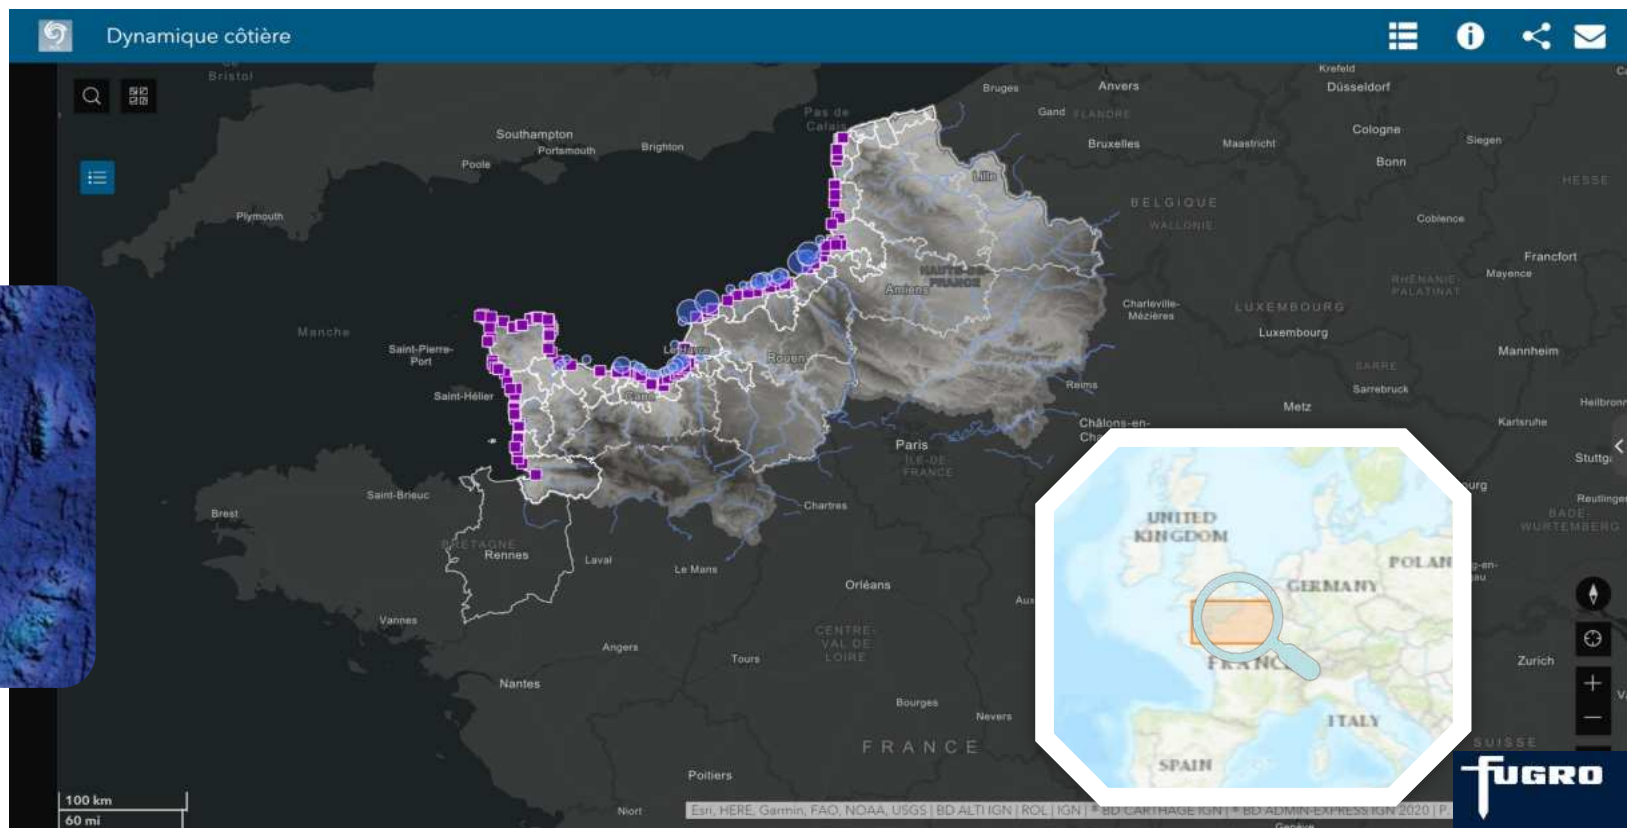 Dynamique côtière
Bristol
Krefeld
Düsseldorf
Bruges
Anvers
Pas de
Calais
Gand
FLANDRE
Southampton
Portsmouth
Brighton
Cologne
Siegen
Bruxelles
Maastricht
Bonn
Poole
Lille
HESSE
BELGIQUE
WALLONIE
Plymouth
Coblence
Francfort
HAUTS-DE-
FRANCE
Amiens
RHÉNANIE-
PALATINAT
Mayence
Charleville-
Mézières
LUXEMBOURG
Luxembourg
Manche
Saint-Pierre-
Port
Le Havre
Rouen
Mannheim
SARRE
Sarrebruck
Reims
Saint-Hélier
Caen
Metz
Heilbronn
Châlons-en-
Karlsruhe
Paris
ÎLE-DE-
FRANCE
Stuttg
Saint-Brieuc
Chartres
Reutlingen
Brest
BADE-
WURTEMBERG
BRETAGNE
Rennes
Laval
Le Mans
Orléans
Vannes
CENTRE-
VAL DE
LOIRE
Angers
Tours
Zurich
Nantes
Bourges
Nevers
FRANCE
SUISSE
Poitiers
Niort
Genève
UNITED
KINGDOM
POLAN
GERMANY
FRANC
ITALY
SPAIN
100 km
60 mi
Esri, HERE, Garmin, FAO, NOAA, USGS | BD ALTI IGN | ROL | IGN | ® BD CARTHAGE IGN | ® BD ADMIN-EXPRESS IGN 2020 | P
FUGRO